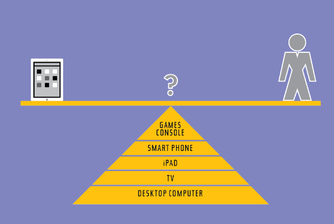 ?
GAMES
CONSOLE
SMART PHONE
iPAD
TV
DESKTOP COMPUTER